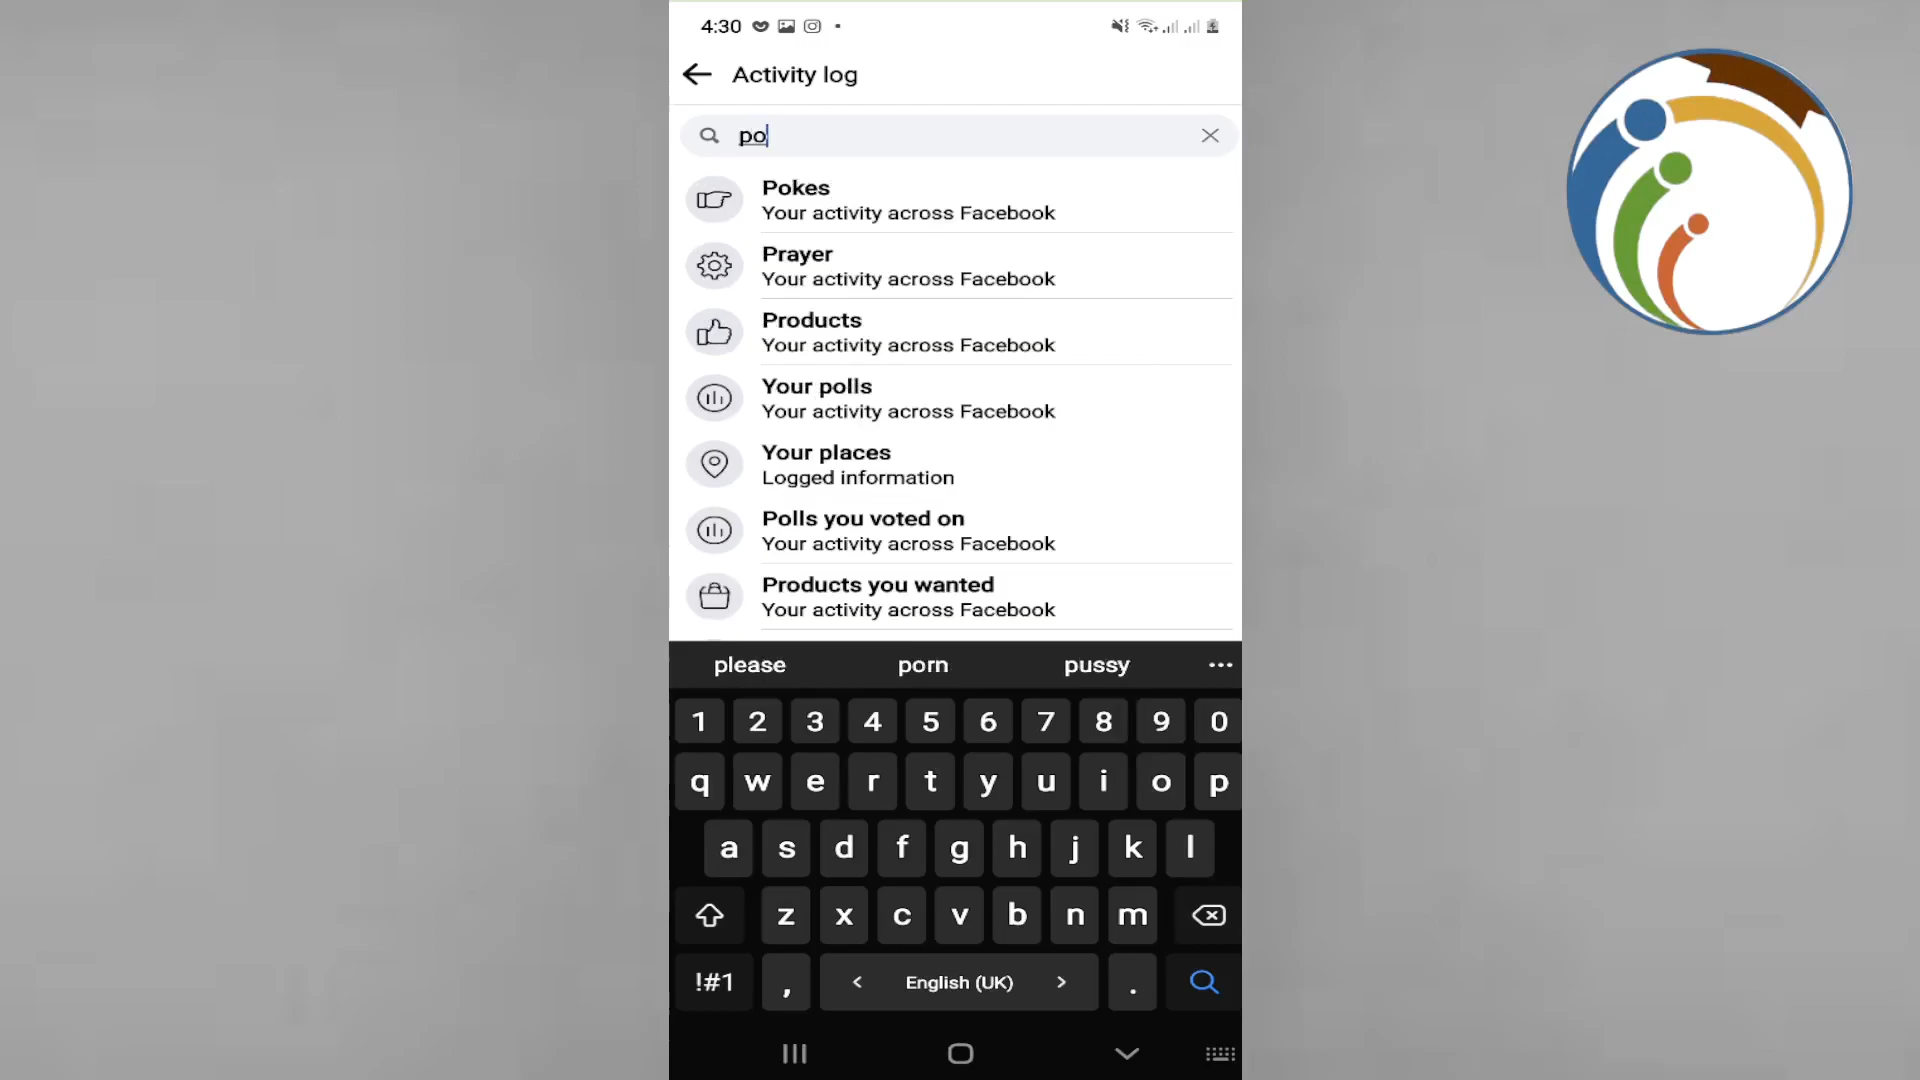 4:30
Activity log
po
Pokes
Your activity across Facebook
Prayer
Your activity across Facebook
Products
Your activity across Facebook
Your polls
Your activity across Facebook
Your places
Logged information
Polls you voted on
Your activity across Facebook
Products you wanted
Your activity across Facebook
please porn pussy ...
1 2 3 4 5 6 7 8 9 0
q w e r t y u i o p
a s d f g h j k l
z x c v b n m
!#1 , < English (UK) > .